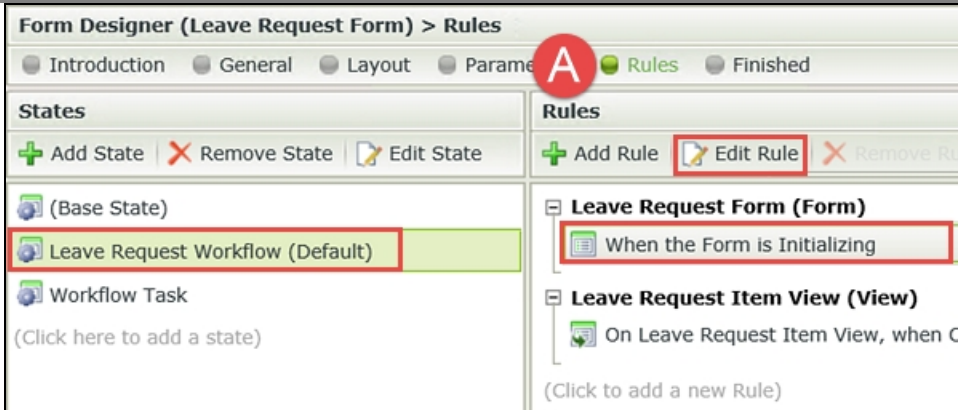 Form Designer (Leave Request Form) > Rules
Introduction General Layout Parame A Rules Finished
States
Add State Remove State Edit State
(Base State)
Leave Request Workflow (Default)
Workflow Task
(Click here to add a state)
Rules
Add Rule Edit Rule Remove Ru
Leave Request Form (Form)
When the Form is Initializing
Leave Request Item View (View)
On Leave Request Item View, when C
(Click to add a new Rule)